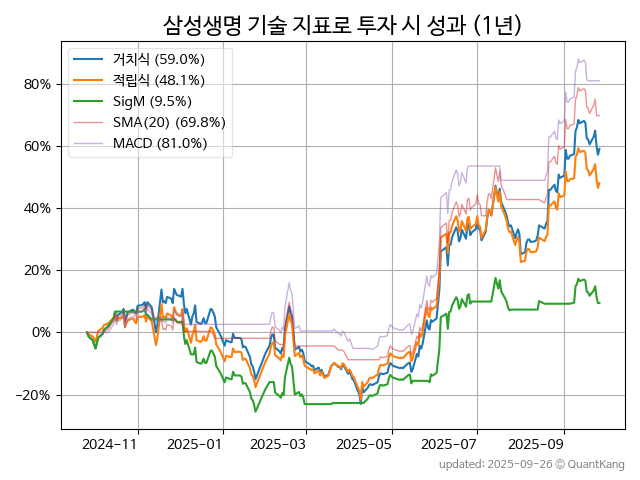 삼성생명 기술 지표로 투자 시 성과 (1년)
거치식 (59.0%)
적립식 (48.1%)
SigM (9.5%)
SMA(20) (69.8%)
MACD (81.0%)
80%
60%
40%
20%
0%
−20%
2024-11 2025-01 2025-03 2025-05 2025-07 2025-09
updated: 2025-09-26 © QuantKang